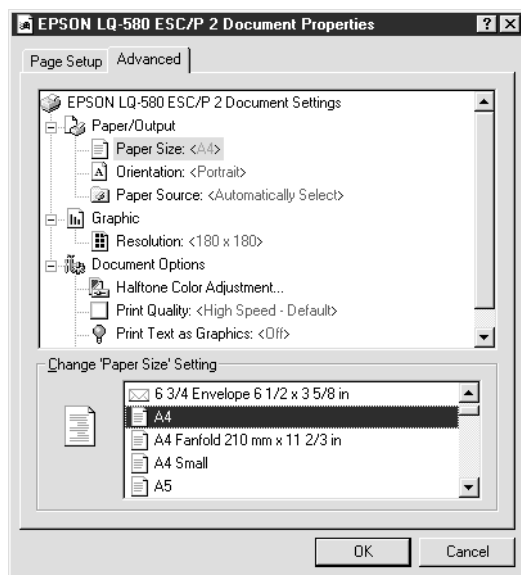 EPSON LQ-580 ESC/P 2 Document Properties
Page Setup Advanced
EPSON LQ-580 ESC/P 2 Document Settings
Paper/Output
Paper Size: <A4>
Orientation: <Portrait>
Paper Source: <Automatically Select>
Graphic
Resolution: <180 x 180>
Document Options
Halftone Color Adjustment...
Print Quality: <High Speed - Default>
Print Text as Graphics: <Off>
Change 'Paper Size' Setting
6 3/4 Envelope 6 1/2 x 3 5/8 in
A4
A4 Fanfold 210 mm x 11 2/3 in
A4 Small
A5
OK Cancel